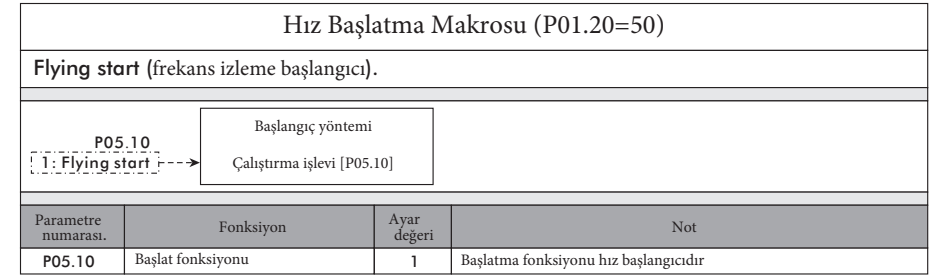 Hız Başlatma Makrosu (P01.20=50)
Flying start (frekans izleme başlangıcı).
P05.10
1: Flying start
Başlangıç yöntemi
Çalıştırma işlevi [P05.10]
Parametre numarası. Fonksiyon Ayar değeri Not
P05.10 Başlat fonksiyonu 1 Başlatma fonksiyonu hız başlangıcıdır